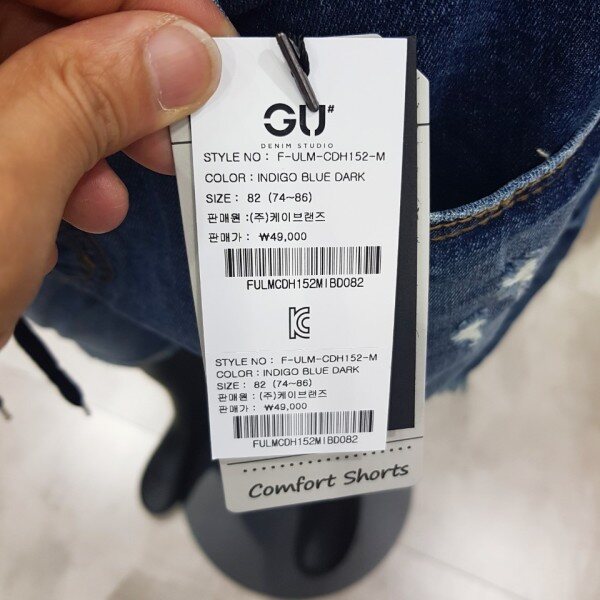 GU#
DENIM STUDIO
STYLE NO : F-ULM-CDH152-M
COLOR : INDIGO BLUE DARK
SIZE : 82 (74~86)
판매원 : (주)케이브랜즈
판매가 : ₩49,000
FULMCDH152MIBD082
STYLE NO : F-ULM-CDH152-M
COLOR : INDIGO BLUE DARK
SIZE : 82 (74~86)
판매원 : (주)케이브랜즈
판매가 : ₩49,000
FULMCDH152MIBD082
Comfort Shorts